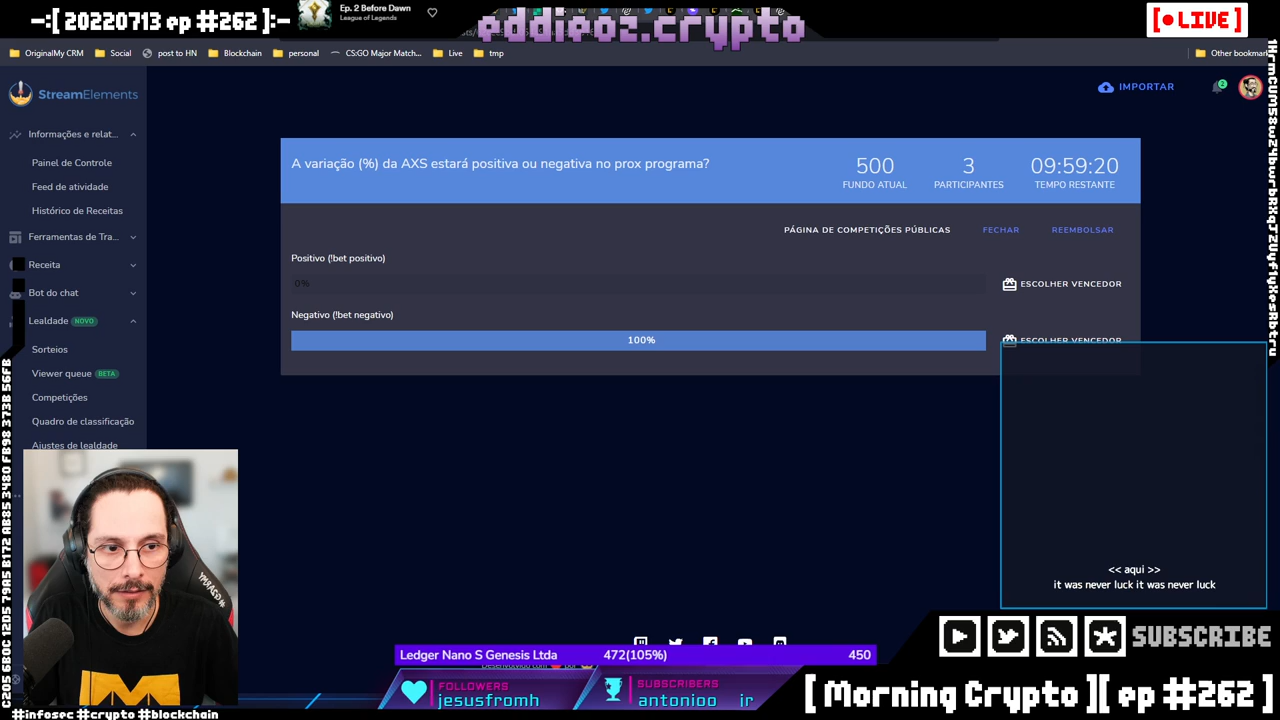 -:[ 20220713 ep #262 ]:-
Ep. 2 Before Dawn
League of Legends
eddieoz.crypto
[ LIVE ]
OriginalMy CRM
Social
post to HN
Blockchain
personal
CS:GO Major Match...
Live
tmp
Other bookmar
StreamElements
IMPORTAR
2
Informações e relat...
Painel de Controle
Feed de atividade
Histórico de Receitas
Ferramentas de Tra...
Receita
Bot do chat
Lealdade NOVO
Sorteios
Viewer queue BETA
Competições
Quadro de classificação
Ajustes de lealdade
A variação (%) da AXS estará positiva ou negativa no prox programa?
500
FUNDO ATUAL
3
PARTICIPANTES
09:59:20
TEMPO RESTANTE
PÁGINA DE COMPETIÇÕES PÚBLICAS
FECHAR
REEMBOLSAR
Positivo (!bet positivo)
0%
ESCOLHER VENCEDOR
Negativo (!bet negativo)
100%
ESCOLHER VENCEDOR
<< aqui >>
it was never luck it was never luck
Ledger Nano S Genesis Ltda
472(105%)
450
FOLLOWERS
jesusfromh
SUBSCRIBERS
antonioo jr
SUBSCRIBE
[ Morning Crypto ][ ep #262 ]
#infosec #crypto #blockchain